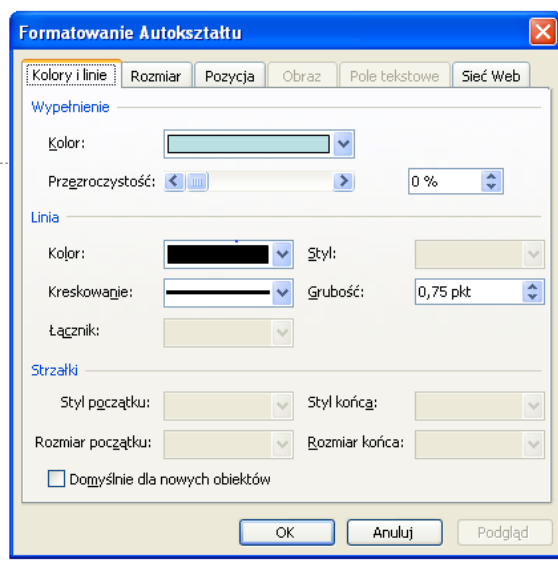 Formatowanie Autokształtu
Kolory i linie Rozmiar Pozycja Obraz Pole tekstowe Sieć Web
Wypełnienie
Kolor:
Przezroczystość: 0 %
Linia
Kolor: Styl:
Kreskowanie: Grubość: 0,75 pkt
Łącznik:
Strzałki
Styl początku: Styl końca:
Rozmiar początku: Rozmiar końca:
Domyślnie dla nowych obiektów
OK Anuluj Podgląd